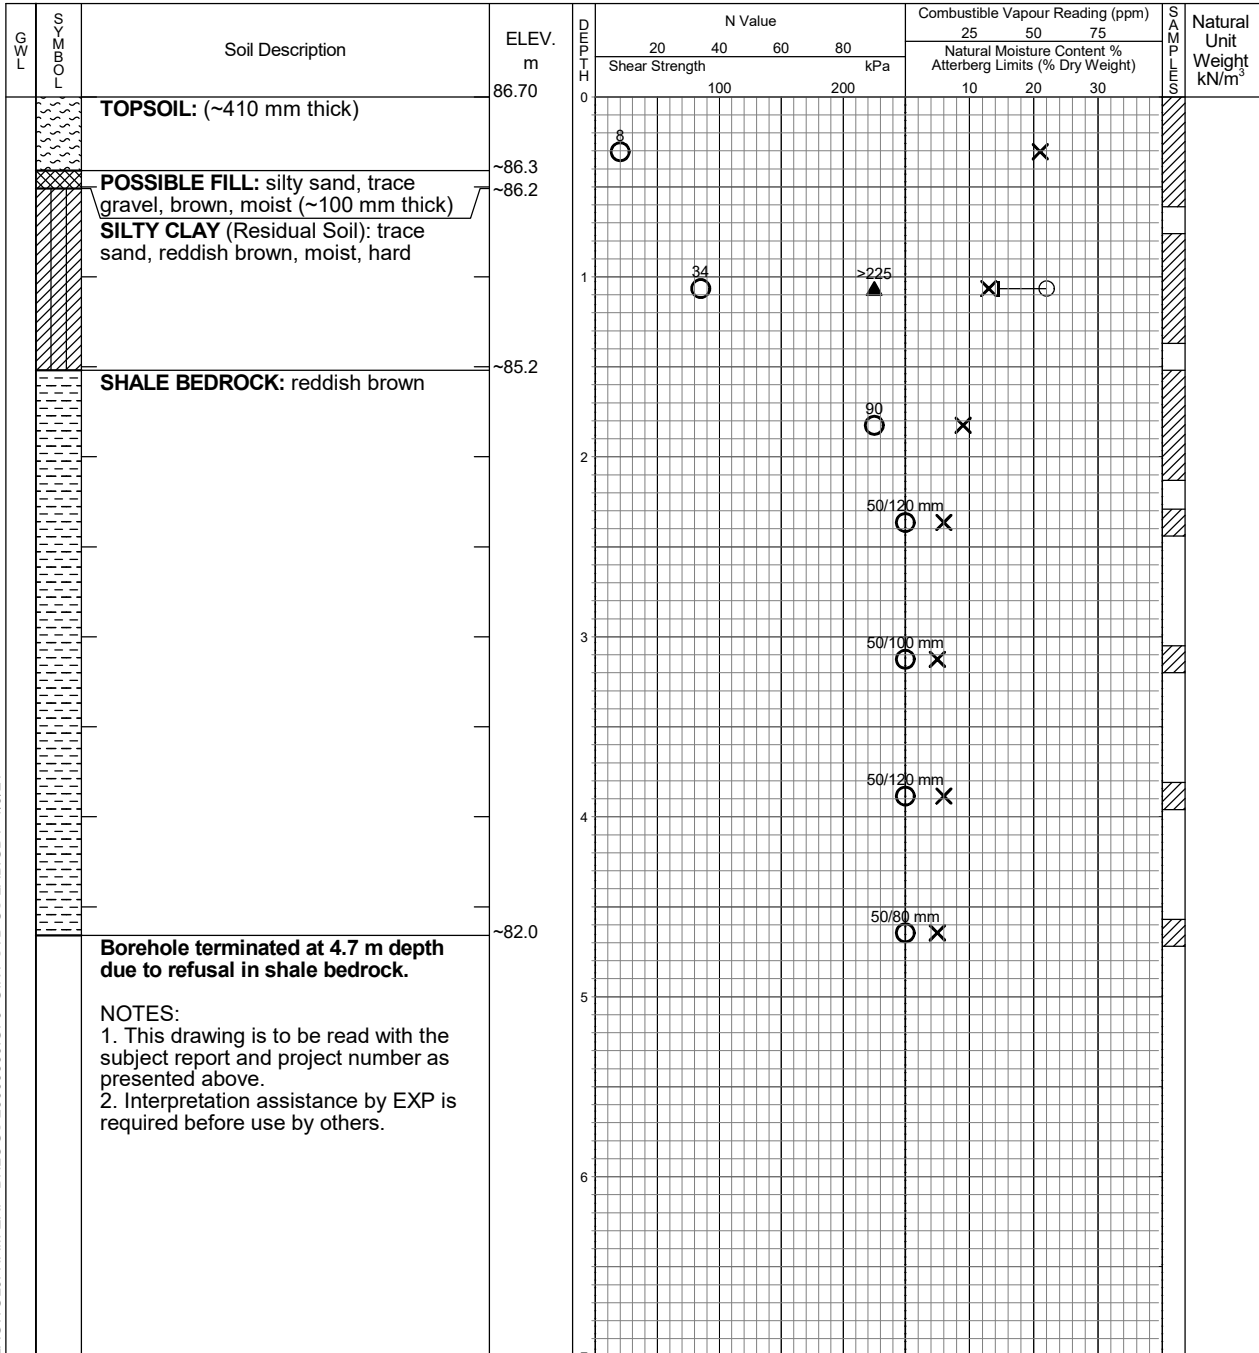 GWL
SYMBOL
Soil Description
ELEV.
m
DEPTH
N Value
20 40 60 80
Shear Strength kPa
100 200
Combustible Vapour Reading (ppm)
25 50 75
Natural Moisture Content %
Atterberg Limits (% Dry Weight)
10 20 30
SAMPLES
Natural
Unit
Weight
kN/m³
86.70
0
TOPSOIL: (~410 mm thick)
8
~86.3
POSSIBLE FILL: silty sand, trace
gravel, brown, moist (~100 mm thick)
~86.2
SILTY CLAY (Residual Soil): trace
sand, reddish brown, moist, hard
1
34
>225
~85.2
SHALE BEDROCK: reddish brown
90
2
50/120 mm
3
50/100 mm
50/120 mm
4
50/80 mm
~82.0
Borehole terminated at 4.7 m depth
due to refusal in shale bedrock.
5
NOTES:
1. This drawing is to be read with the
subject report and project number as
presented above.
2. Interpretation assistance by EXP is
required before use by others.
6